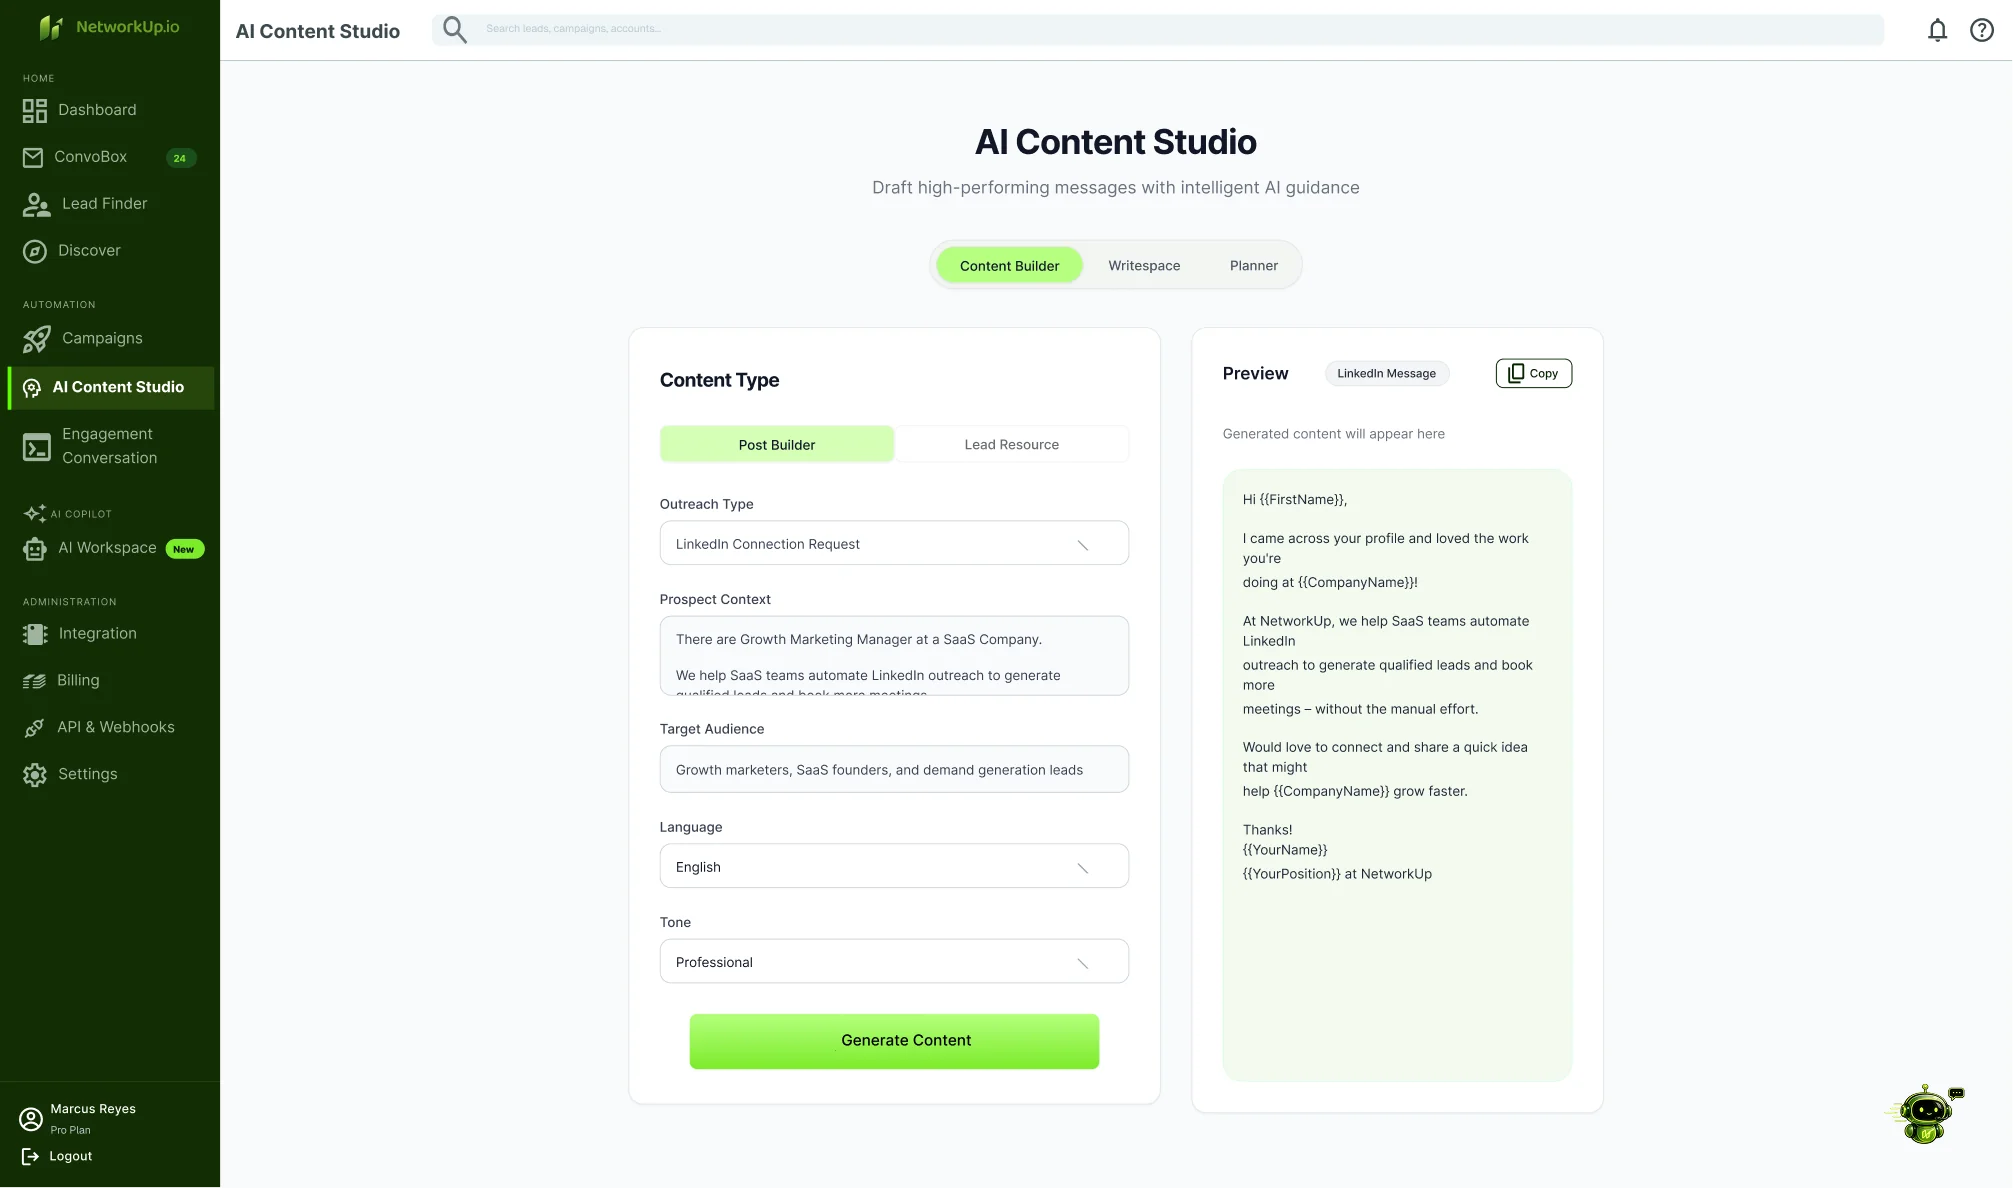 NetworkUp.io
HOME
Dashboard
ConvoBox 24
Lead Finder
Discover
AUTOMATION
Campaigns
AI Content Studio
Engagement
Conversation
AI COPILOT
AI Workspace New
ADMINISTRATION
Integration
Billing
API & Webhooks
Settings
Marcus Reyes
Pro Plan
Logout
AI Content Studio
Search leads, campaigns, accounts...
AI Content Studio
Draft high-performing messages with intelligent AI guidance
Content Builder Writespace Planner
Content Type
Post Builder Lead Resource
Outreach Type
LinkedIn Connection Request
Prospect Context
There are Growth Marketing Manager at a SaaS Company.
We help SaaS teams automate LinkedIn outreach to generate
qualified leads and book more meetings
Target Audience
Growth marketers, SaaS founders, and demand generation leads
Language
English
Tone
Professional
Generate Content
Preview LinkedIn Message Copy
Generated content will appear here
Hi {{FirstName}},
I came across your profile and loved the work
you're
doing at {{CompanyName}}!
At NetworkUp, we help SaaS teams automate
LinkedIn
outreach to generate qualified leads and book
more
meetings – without the manual effort.
Would love to connect and share a quick idea
that might
help {{CompanyName}} grow faster.
Thanks!
{{YourName}}
{{YourPosition}} at NetworkUp